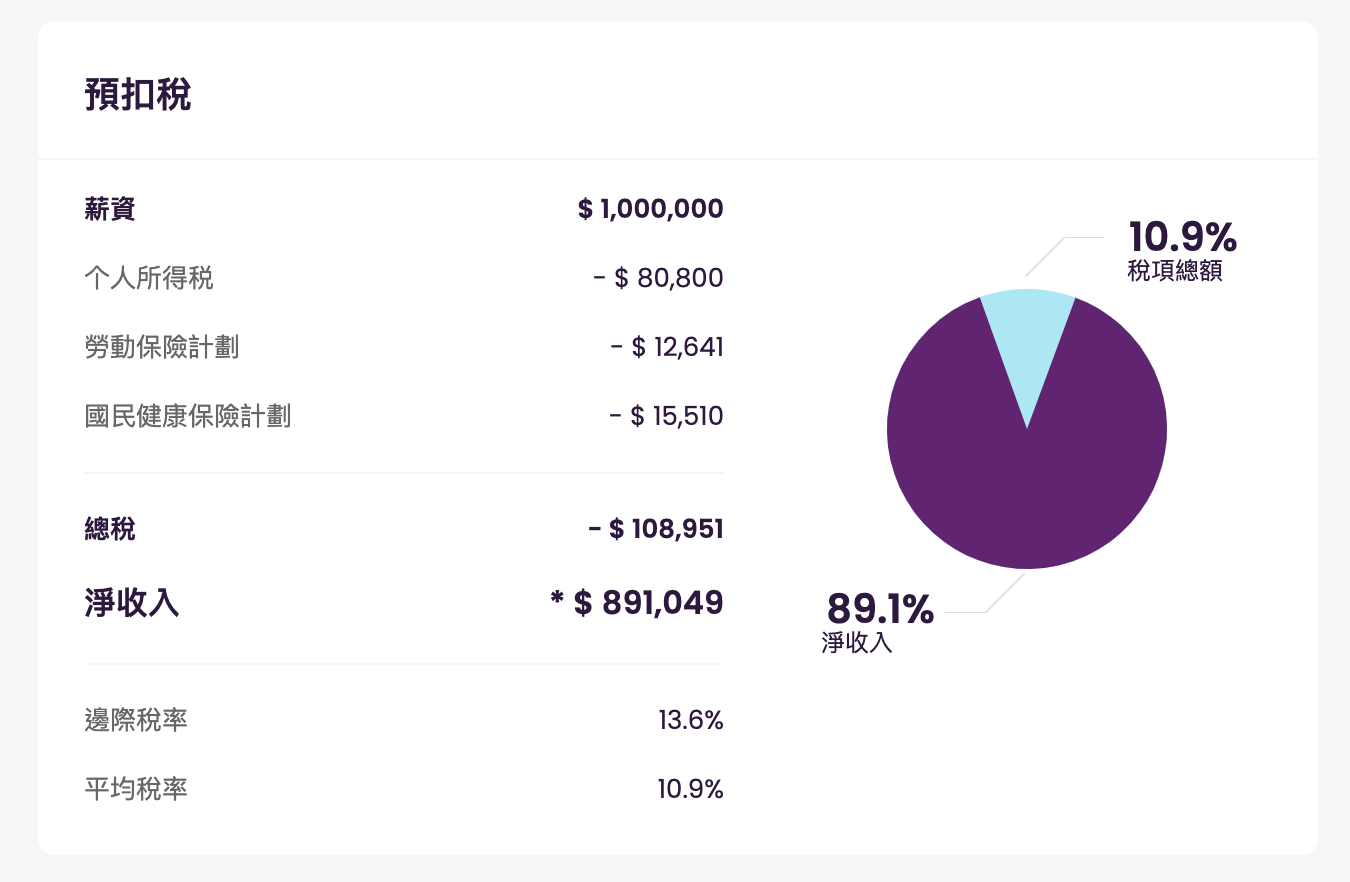 預扣稅
薪資 $ 1,000,000
个人所得税 - $ 80,800
勞動保險計劃 - $ 12,641
國民健康保險計劃 - $ 15,510
總稅 - $ 108,951
淨收入 * $ 891,049
邊際稅率 13.6%
平均稅率 10.9%
10.9%
稅項總額
89.1%
淨收入